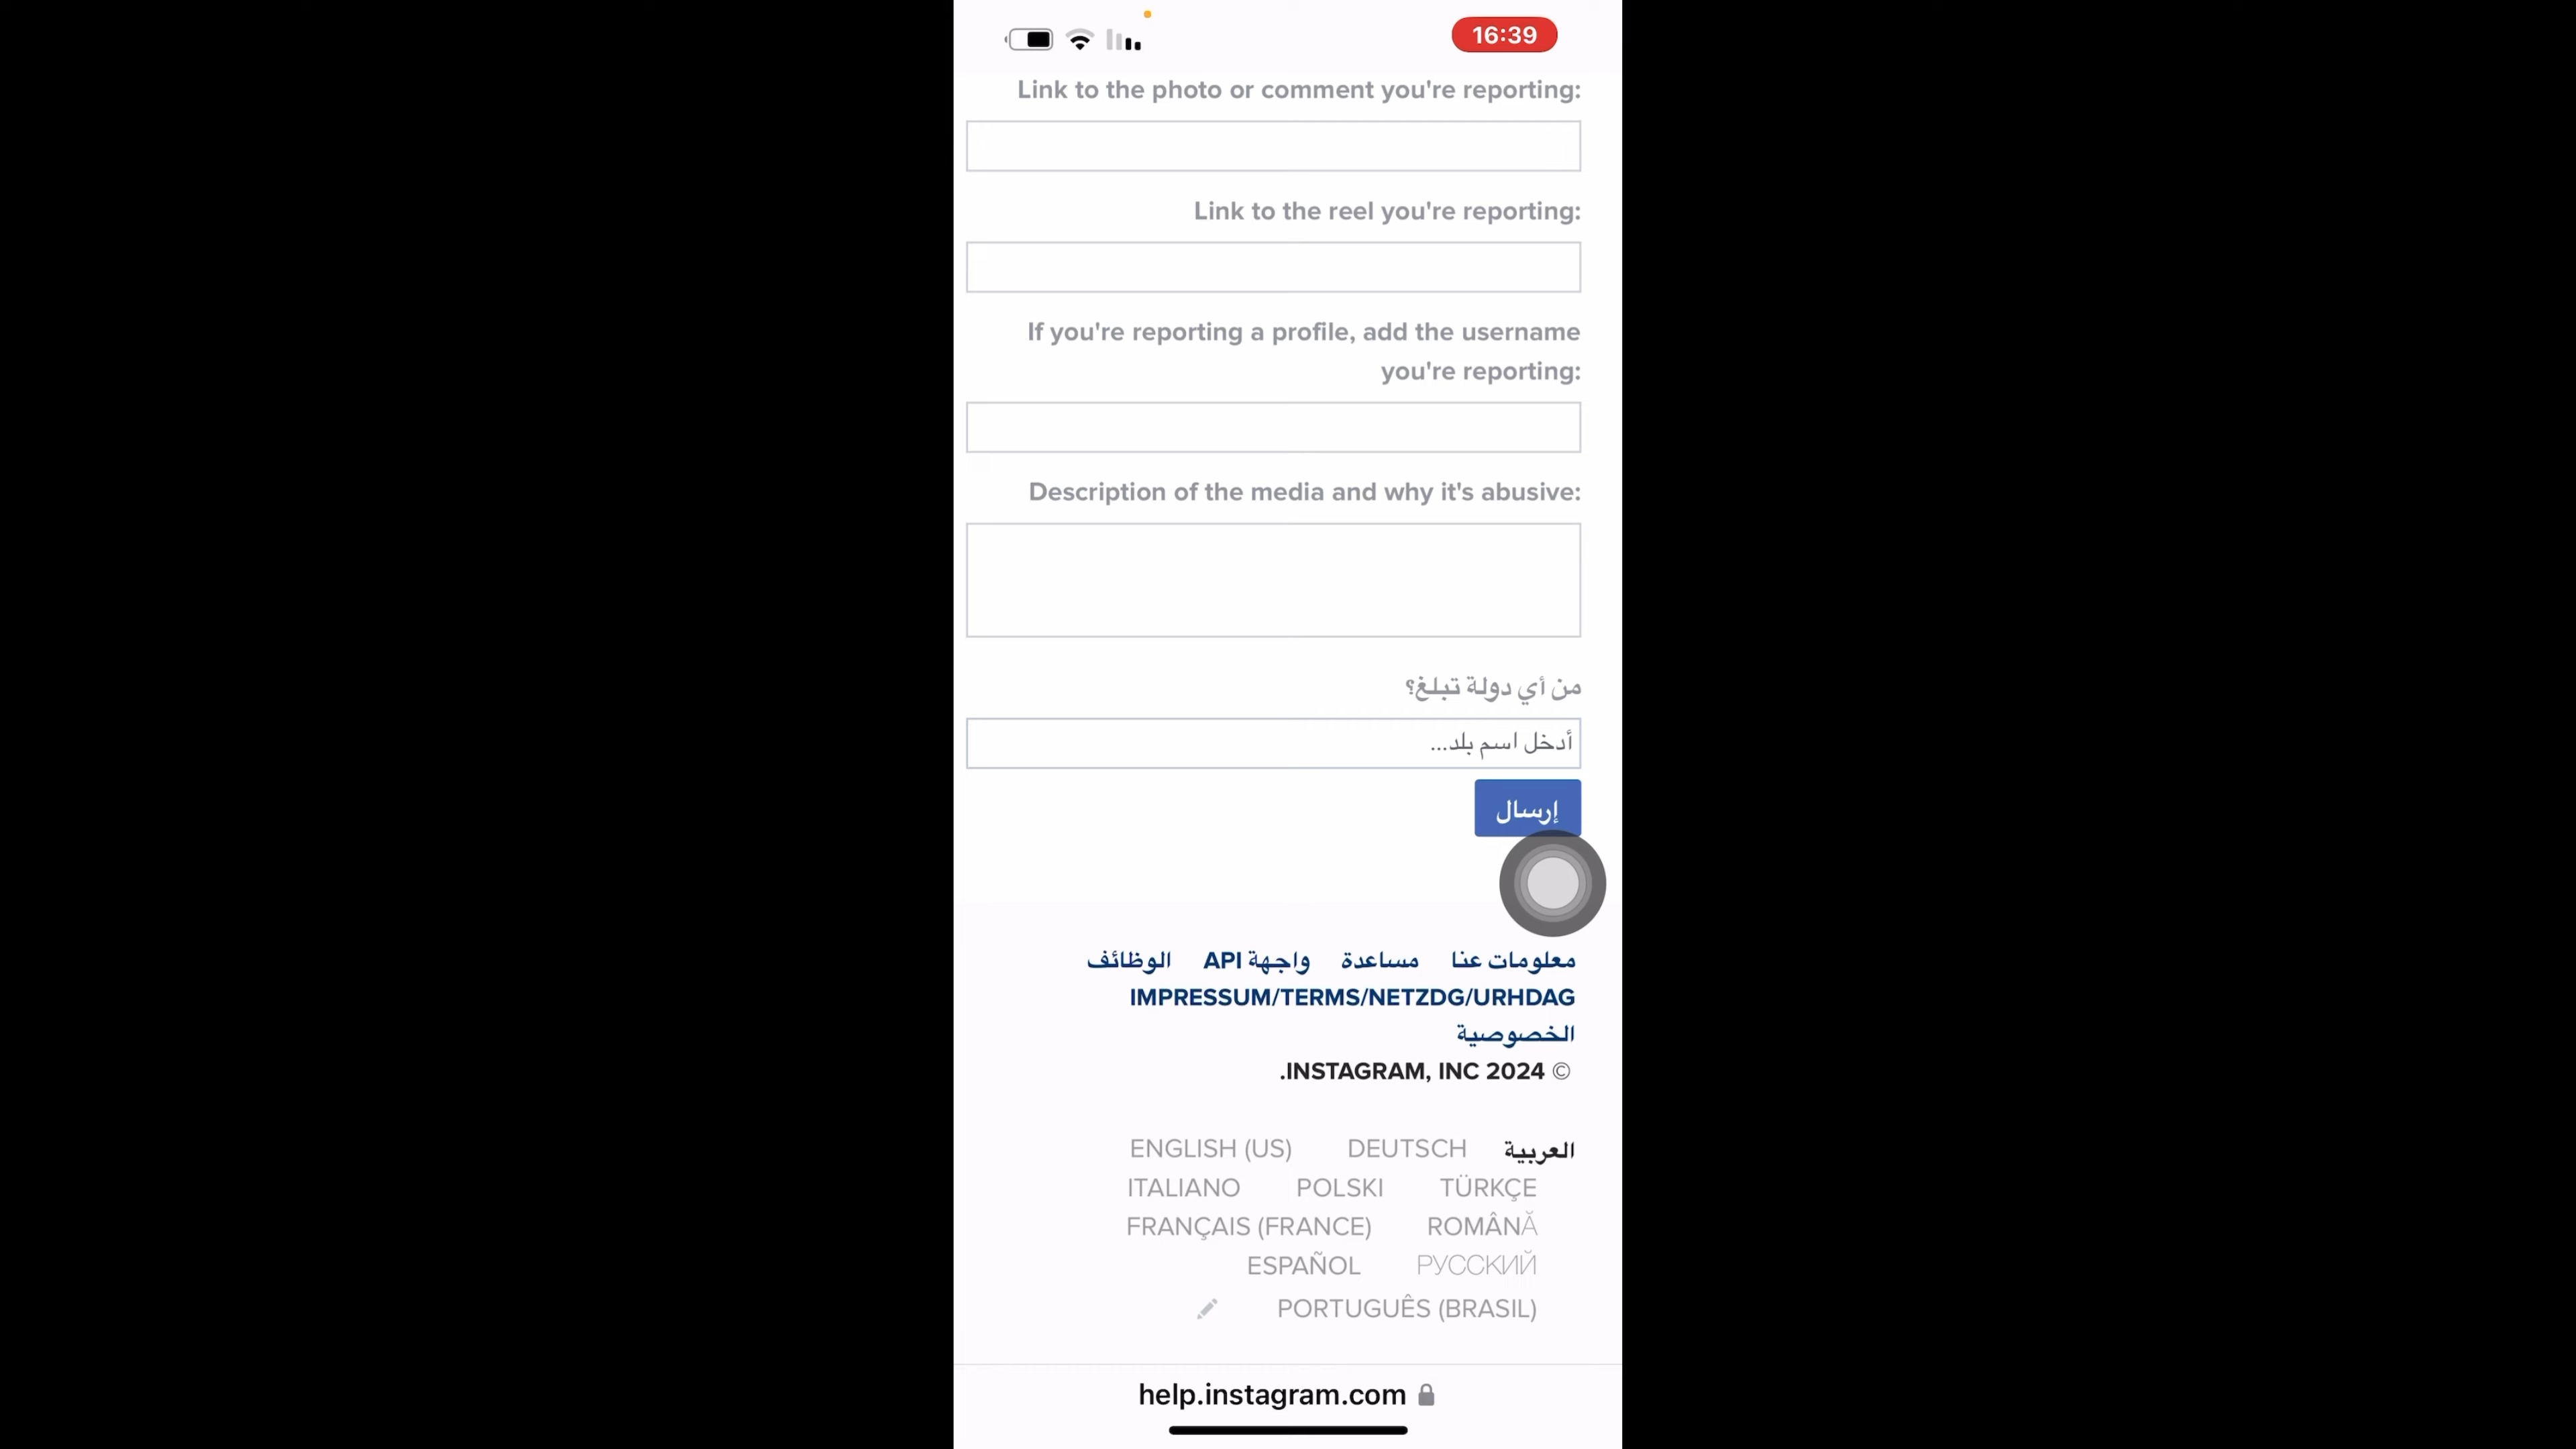 16:39
Link to the photo or comment you're reporting:
Link to the reel you're reporting:
If you're reporting a profile, add the username
you're reporting:
Description of the media and why it's abusive:
من أي دولة تبلغ؟
أدخل اسم بلد...
إرسال
معلومات عنا مساعدة واجهة API الوظائف
IMPRESSUM/TERMS/NETZDG/URHDAG
الخصوصية
© INSTAGRAM, INC 2024.
العربية DEUTSCH ENGLISH (US)
TÜRKÇE POLSKI ITALIANO
ROMÂNĂ FRANÇAIS (FRANCE)
РУССКИЙ ESPAÑOL
PORTUGUÊS (BRASIL)
help.instagram.com